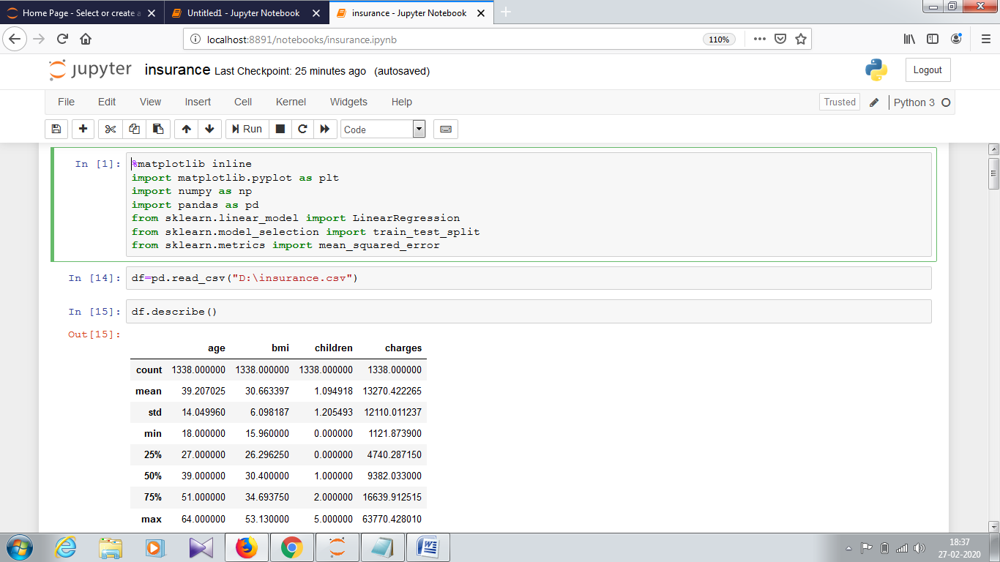 Home Page - Select or create a
Untitled1 - Jupyter Notebook
insurance - Jupyter Notebook
localhost:8891/notebooks/insurance.ipynb
110%
jupyter insurance Last Checkpoint: 25 minutes ago (autosaved)
Logout
File Edit View Insert Cell Kernel Widgets Help
Trusted
Python 3
Run
Code
In [1]: %matplotlib inline
import matplotlib.pyplot as plt
import numpy as np
import pandas as pd
from sklearn.linear_model import LinearRegression
from sklearn.model_selection import train_test_split
from sklearn.metrics import mean_squared_error
In [14]: df=pd.read_csv("D:\insurance.csv")
In [15]: df.describe()
Out[15]:
age bmi children charges
count 1338.000000 1338.000000 1338.000000 1338.000000
mean 39.207025 30.663397 1.094918 13270.422265
std 14.049960 6.098187 1.205493 12110.011237
min 18.000000 15.960000 0.000000 1121.873900
25% 27.000000 26.296250 0.000000 4740.287150
50% 39.000000 30.400000 1.000000 9382.033000
75% 51.000000 34.693750 2.000000 16639.912515
max 64.000000 53.130000 5.000000 63770.428010
18:37
27-02-2020